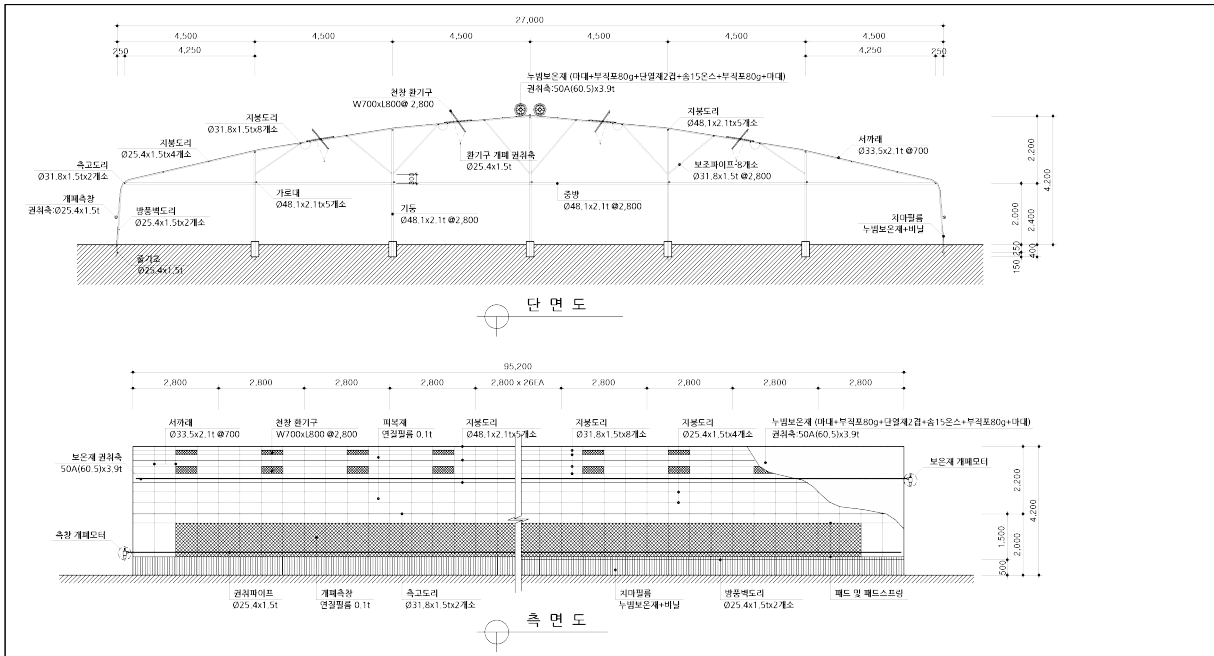 27,000
4,500 4,500 4,500 4,500 4,500 4,500
250 4,250 4,250 250
누빔보온재 (마대+부직포80g+단열재2겹+솜15온스+부직포80g+마대)
권취축:50A(60.5)x3.9t
천창 환기구
W700xL800@ 2,800
지붕도리
Ø31.8x1.5tx8개소
지붕도리
Ø48.1x2.1tx5개소
지붕도리
Ø25.4x1.5tx4개소
서까래
Ø33.5x2.1t @700
측고도리
Ø31.8x1.5tx2개소
환기구 개폐 권취축
Ø25.4x1.5t
보조파이프-8개소
Ø31.8x1.5t @2,800
개폐측창
권취축:Ø25.4x1.5t
방풍벽도리
Ø25.4x1.5tx2개소
가로대
Ø48.1x2.1tx5개소
300
기둥
Ø48.1x2.1t @2,800
중방
Ø48.1x2.1t @2,800
치마필름
누빔보온재+비닐
줄기초
Ø25.4x1.5t
2,200
4,200
2,000
2,400
250
150
400
단 면 도
95,200
2,800 2,800 2,800 2,800 2,800 x 26EA 2,800 2,800 2,800 2,800
서까래
Ø33.5x2.1t @700
천창 환기구
W700xL800 @2,800
피복재
연질필름 0.1t
지붕도리
Ø48.1x2.1tx5개소
지붕도리
Ø31.8x1.5tx8개소
지붕도리
Ø25.4x1.5tx4개소
누빔보온재 (마대+부직포80g+단열재2겹+솜15온스+부직포80g+마대)
권취축:50A(60.5)x3.9t
보온재 권취축
50A(60.5)x3.9t
보온재 개폐모터
측창 개폐모터
2,200
4,200
1,500
2,000
500
권취파이프
Ø25.4x1.5t
개폐측창
연질필름 0.1t
측고도리
Ø31.8x1.5tx2개소
치마필름
누빔보온재+비닐
방풍벽도리
Ø25.4x1.5tx2개소
패드 및 패드스프링
측 면 도